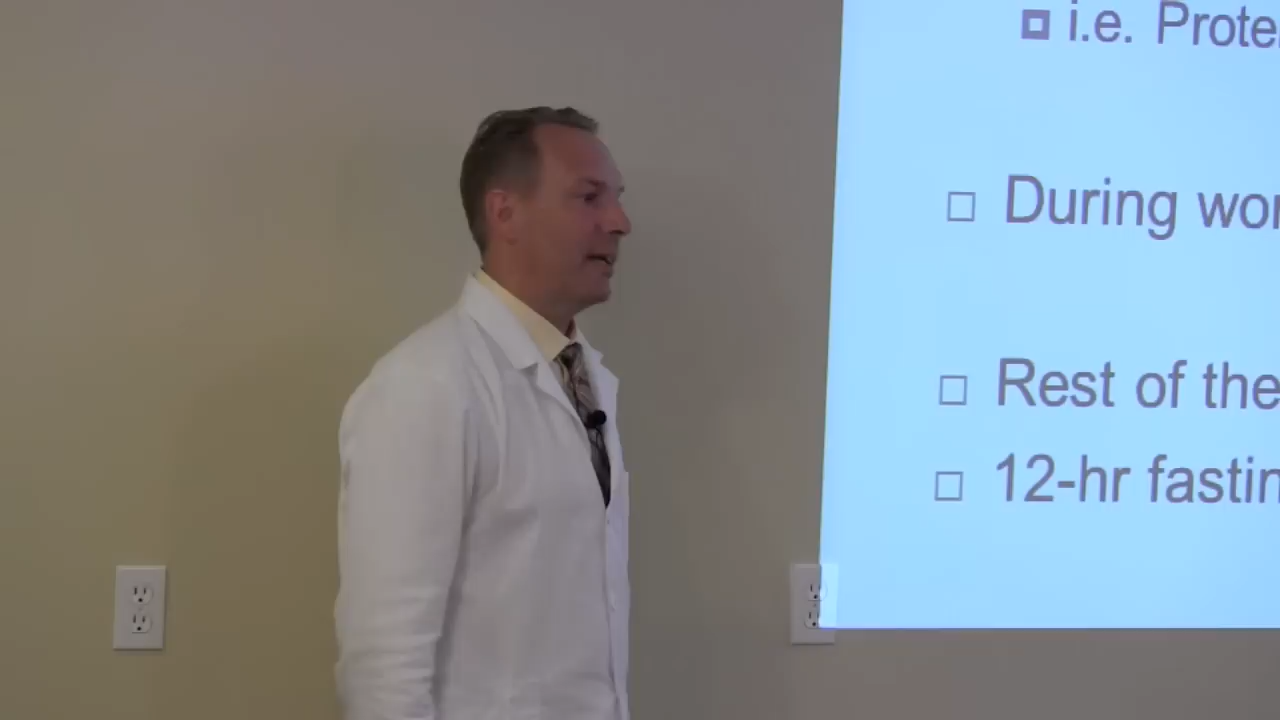 i.e. Prote
During wor
Rest of the
12-hr fastin